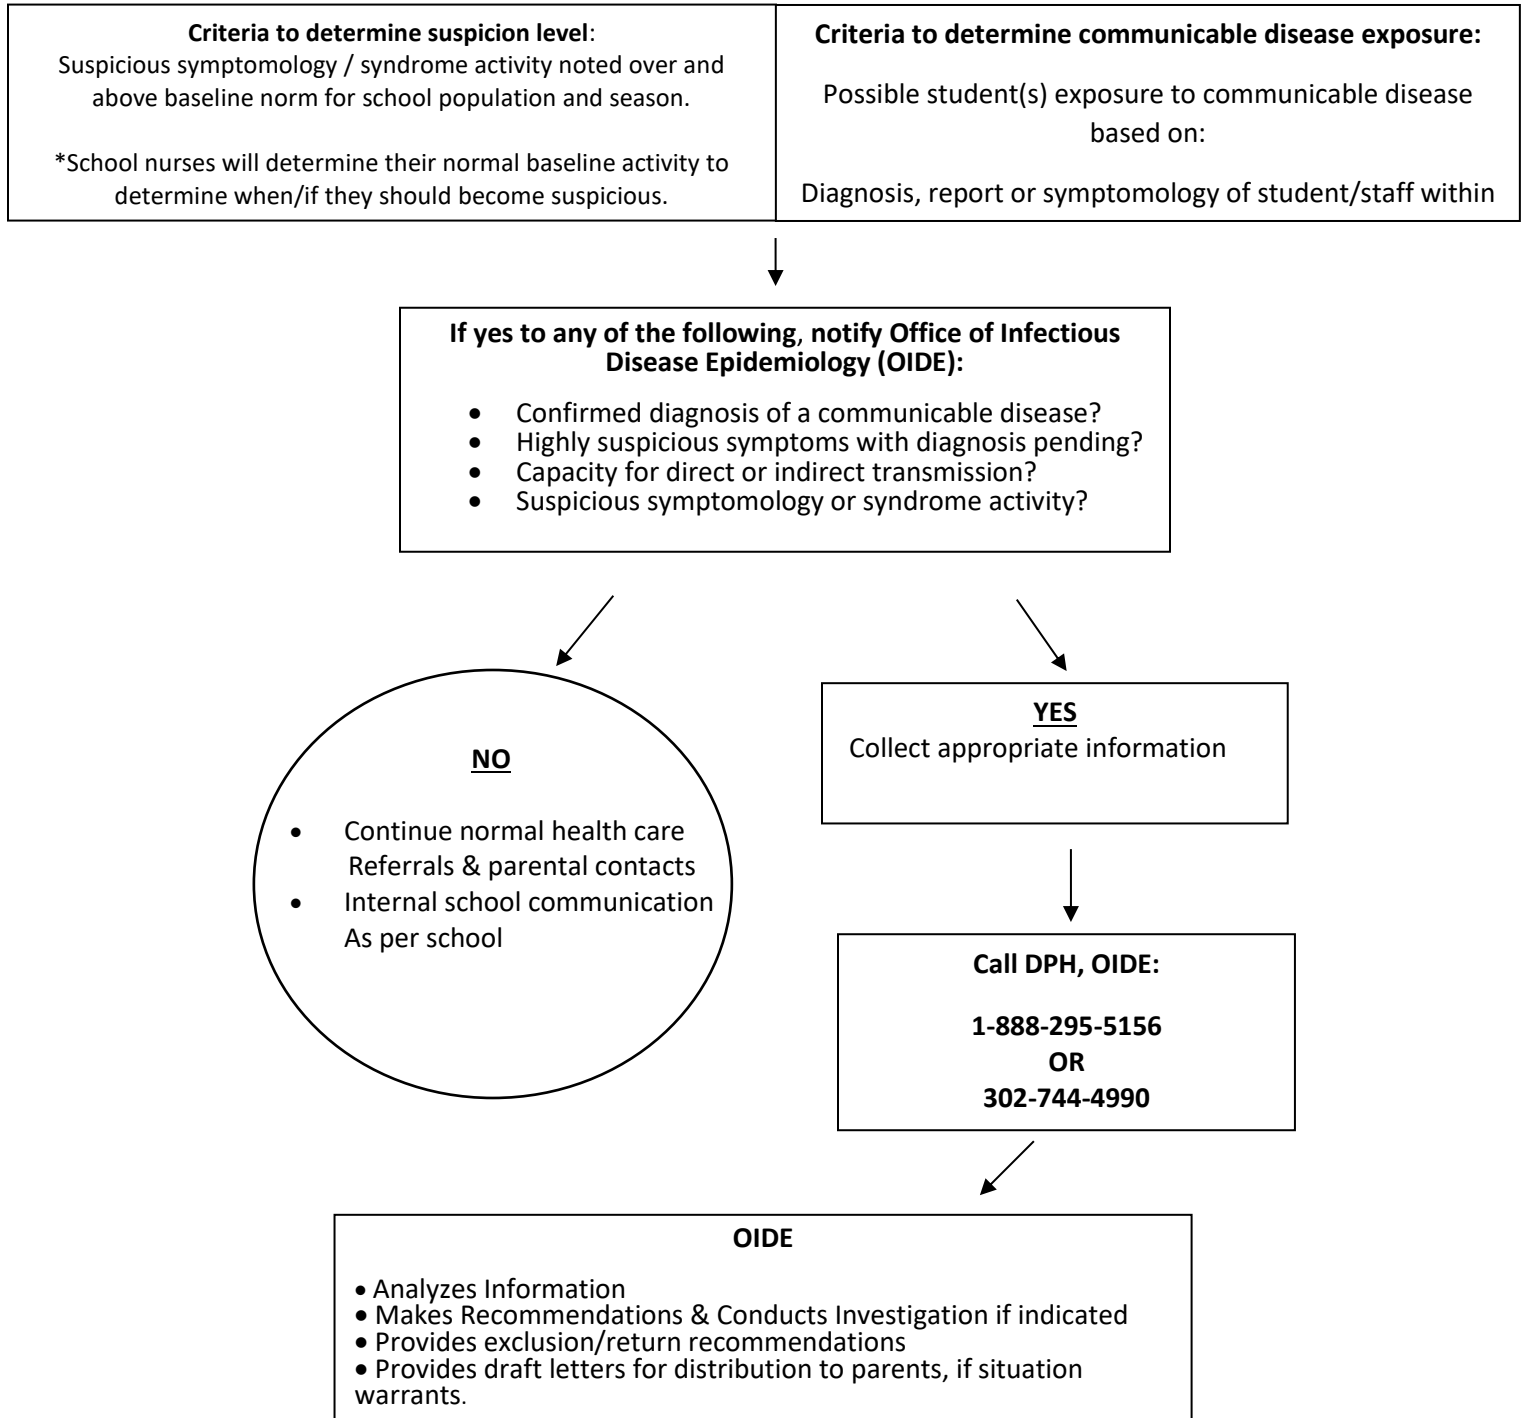 Criteria to determine suspicion level:
Suspicious symptomology / syndrome activity noted over and
above baseline norm for school population and season.
*School nurses will determine their normal baseline activity to
determine when/if they should become suspicious.
Criteria to determine communicable disease exposure:
Possible student(s) exposure to communicable disease
based on:
Diagnosis, report or symptomology of student/staff within
If yes to any of the following, notify Office of Infectious
Disease Epidemiology (OIDE):
• Confirmed diagnosis of a communicable disease?
• Highly suspicious symptoms with diagnosis pending?
• Capacity for direct or indirect transmission?
• Suspicious symptomology or syndrome activity?
NO
• Continue normal health care
Referrals & parental contacts
• Internal school communication
As per school
YES
Collect appropriate information
Call DPH, OIDE:
1-888-295-5156
OR
302-744-4990
OIDE
• Analyzes Information
• Makes Recommendations & Conducts Investigation if indicated
• Provides exclusion/return recommendations
• Provides draft letters for distribution to parents, if situation
warrants.